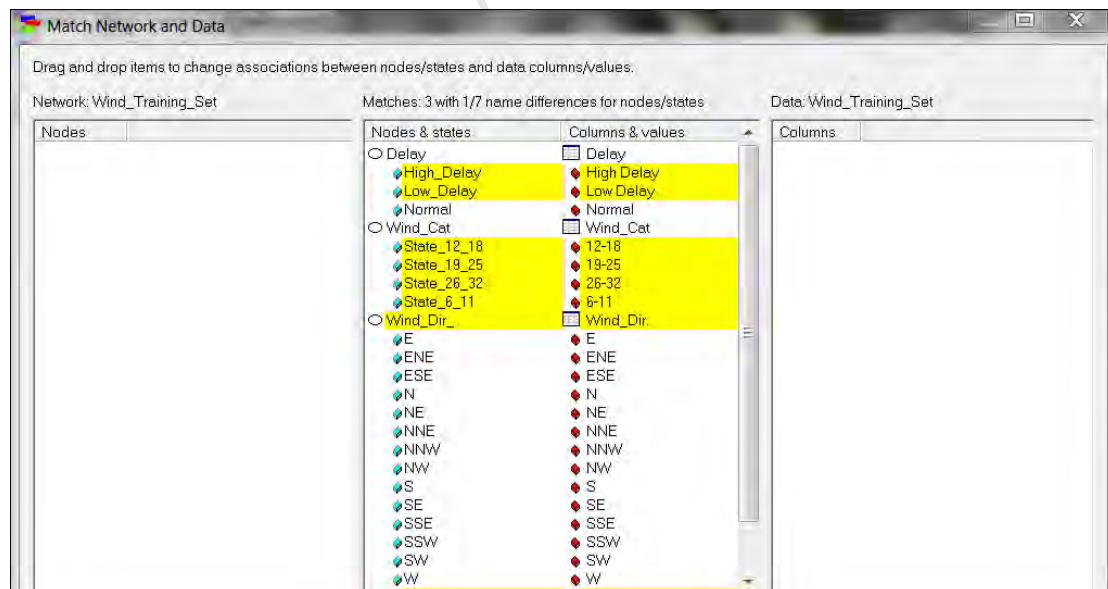 Match Network and Data
Drag and drop items to change associations between nodes/states and data columns/values.
Network: Wind_Training_Set Matches: 3 with 1/7 name differences for nodes/states Data: Wind_Training_Set
Nodes Nodes & states Columns & values Columns
Delay Delay
High_Delay High Delay
Low_Delay Low Delay
Normal Normal
Wind_Cat Wind_Cat
State_12_18 12-18
State_19_25 19-25
State_26_32 26-32
State_6_11 6-11
Wind_Dir_ Wind_Dir.
E E
ENE ENE
ESE ESE
N N
NE NE
NNE NNE
NNW NNW
NW NW
S S
SE SE
SSE SSE
SSW SSW
SW SW
W W